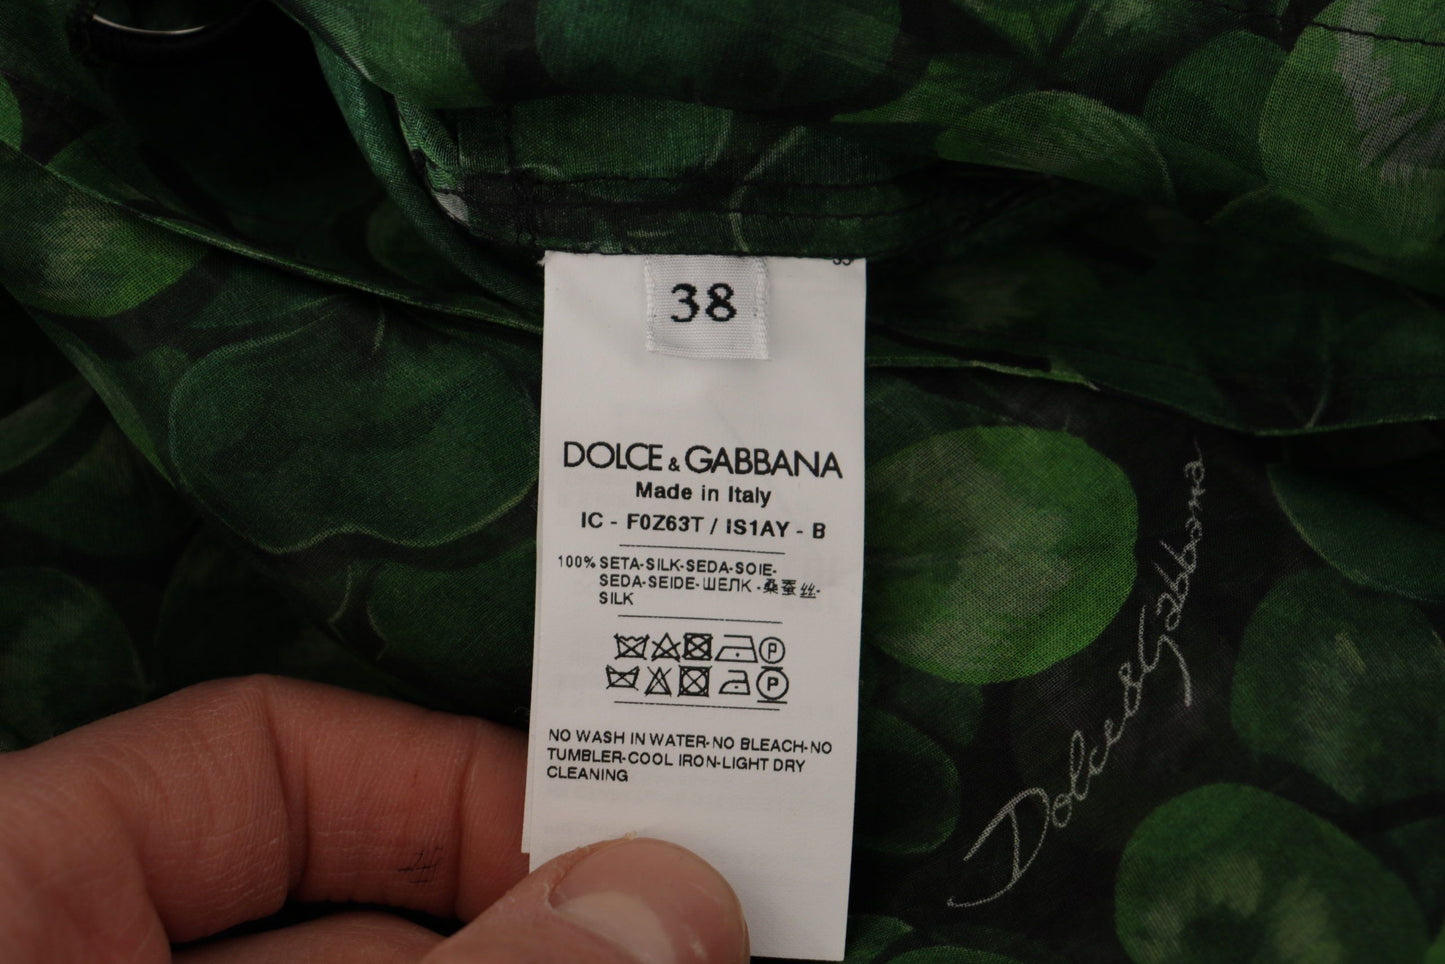 38
DOLCE & GABBANA
Made in Italy
IC - F0Z63T / IS1AY - B
100% SETA-SILK-SEDA-SOIE-
SEDA-SEIDE-ШЕЛК-桑蚕丝-
SILK
P
P
NO WASH IN WATER-NO BLEACH-NO
TUMBLER-COOL IRON-LIGHT DRY
CLEANING
Dolce & Gabbana